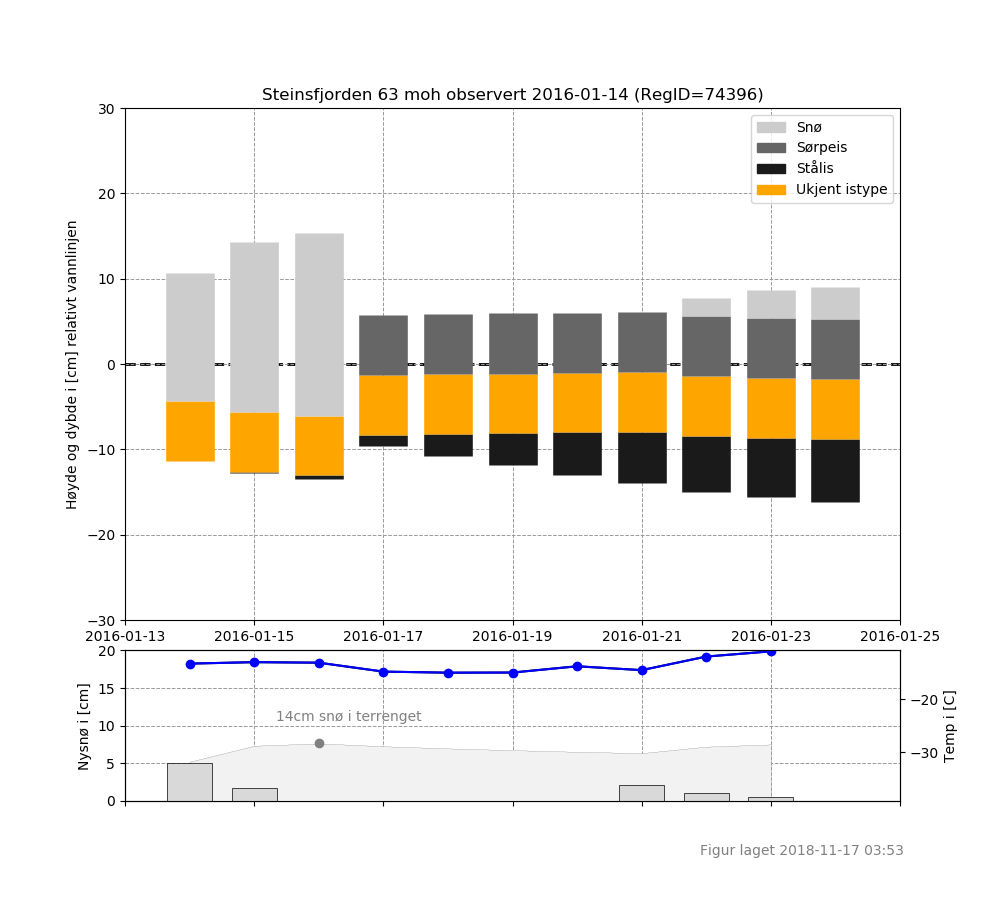 Steinsfjorden 63 moh observert 2016-01-14 (RegID=74396)
Høyde og dybde i [cm] relativt vannlinjen
30
20
10
0
−10
−20
−30
Snø
Sørpeis
Stålis
Ukjent istype
2016-01-13 2016-01-15 2016-01-17 2016-01-19 2016-01-21 2016-01-23 2016-01-25
Nysnø i [cm]
20
15
10
5
0
14cm snø i terrenget
−20
−30
Temp i [C]
Figur laget 2018-11-17 03:53